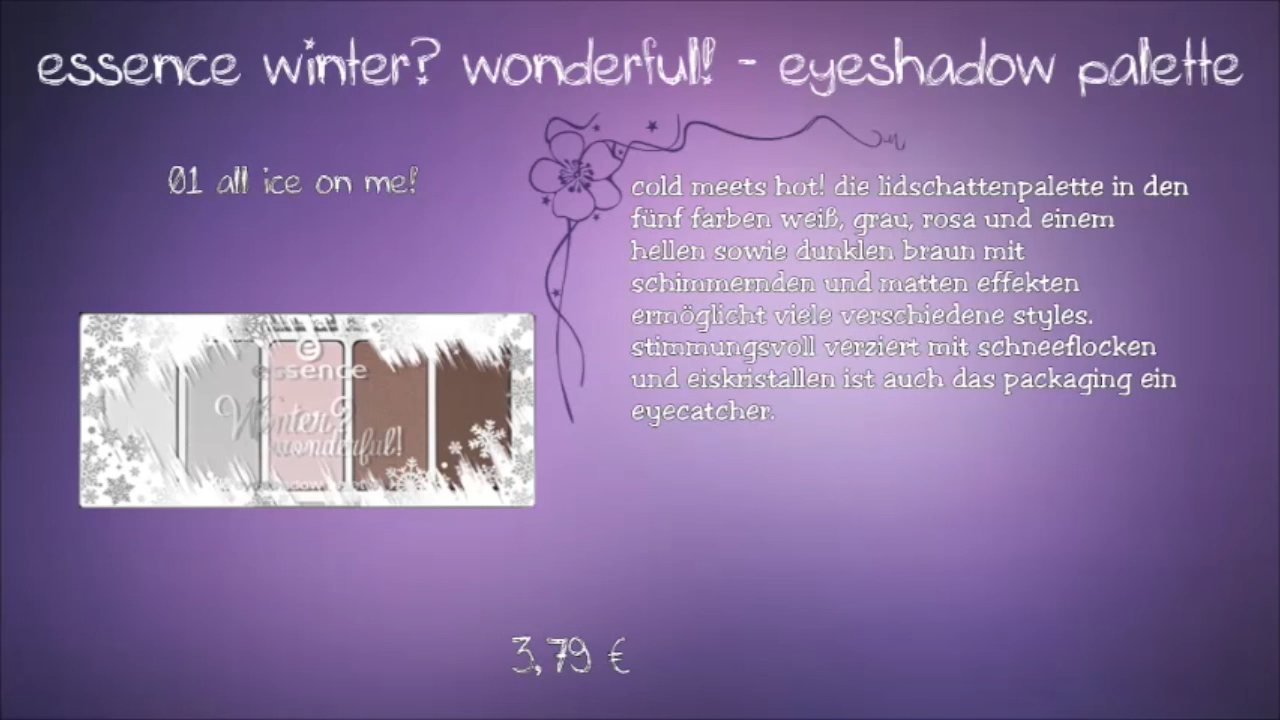 essence winter? wonderful! - eyeshadow palette
01 all ice on me!
cold meets hot! die lidschattenpalette in den
fünf farben weiß, grau, rosa und einem
hellen sowie dunklen braun mit
schimmernden und matten effekten
ermöglicht viele verschiedene styles.
stimmungsvoll verziert mit schneeflocken
und eiskristallen ist auch das packaging ein
eyecatcher.
essence
Winter?
wonderful!
3,79 €